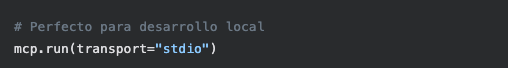 # Perfecto para desarrollo local
mcp.run(transport="stdio")